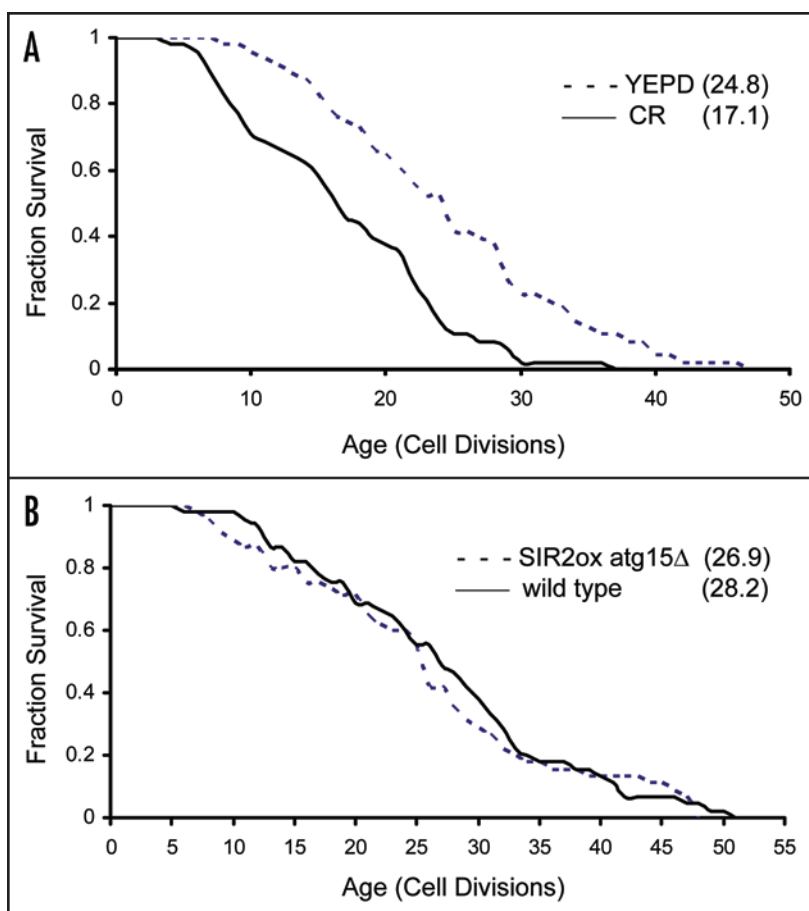 A
1
0.8
0.6
0.4
0.2
0
Fraction Survival
YEPD (24.8)
CR (17.1)
0 10 20 30 40 50
Age (Cell Divisions)
B
1
0.8
0.6
0.4
0.2
0
Fraction Survival
SIR2ox atg15Δ (26.9)
wild type (28.2)
0 5 10 15 20 25 30 35 40 45 50 55
Age (Cell Divisions)